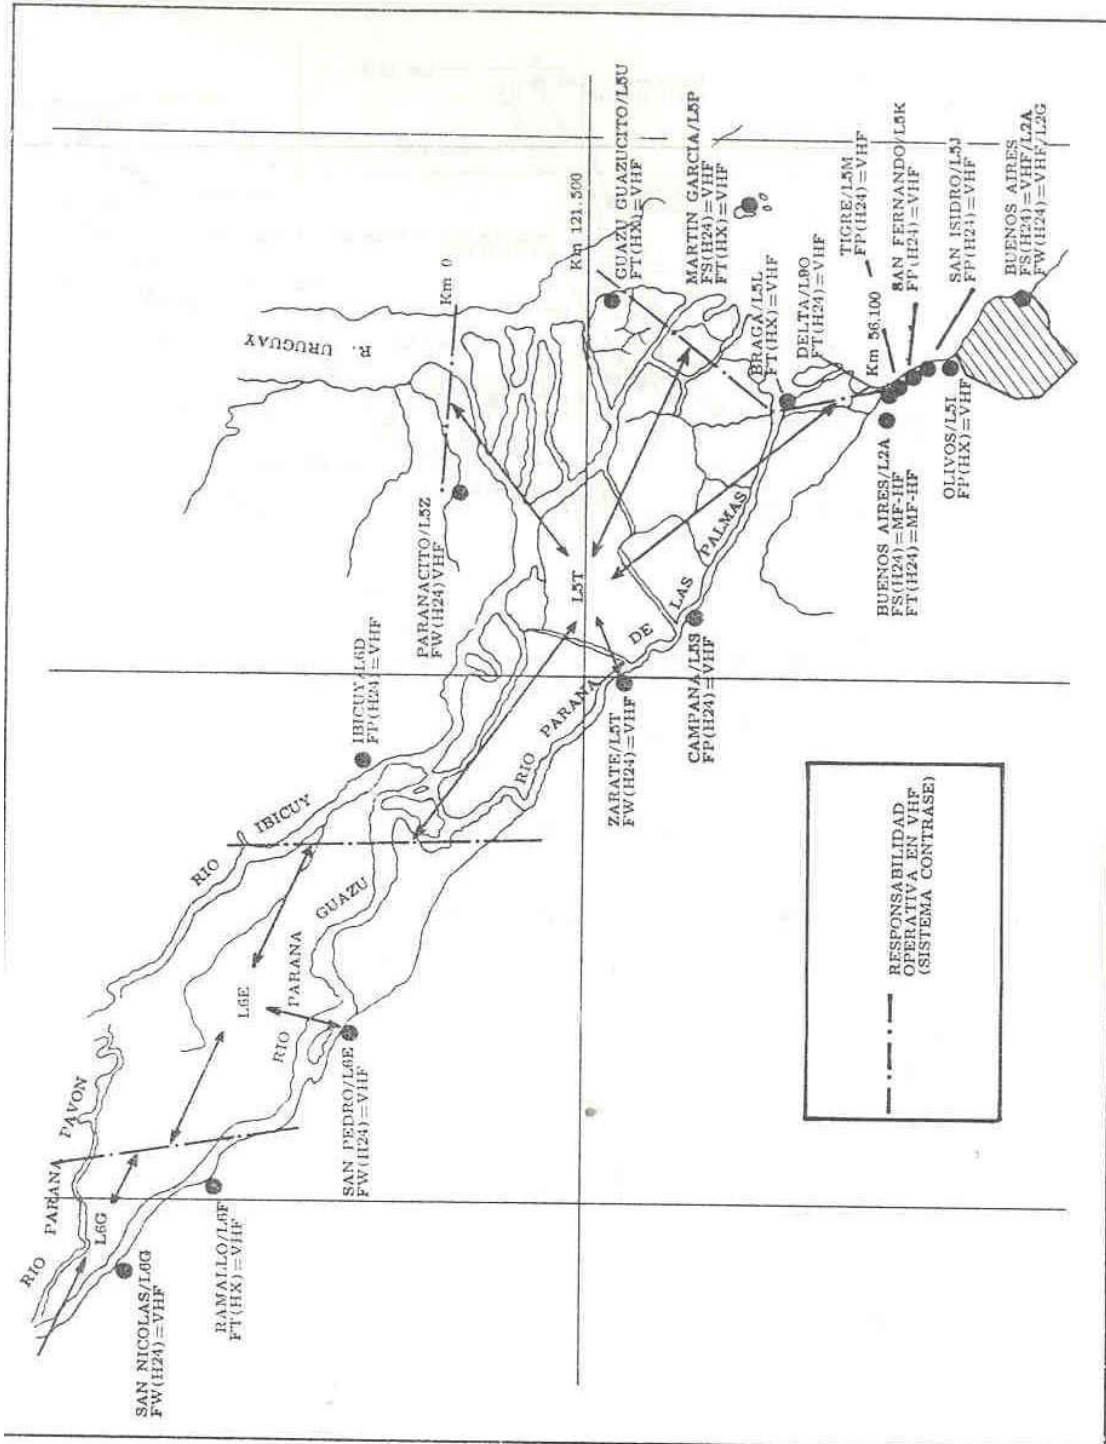 RIO PARANA PAVON
L6G
SAN NICOLAS/L6G
FW(H24)=VHF
RAMALLO/L6F
FT(HX)=VHF
RIO IBICUY
L6E
RIO PARANA GUAZU
SAN PEDRO/L6E
FW(H24)=VHF
IBICUY/L6D
FP(H24)=VHF
PARANACITO/L5Z
FW(H24)VHF
R. URUGUAY
Km 0
L5T
RIO PARANA DE LAS PALMAS
ZARATE/L5T
FW(H24)=VHF
CAMPANA/L5S
FP(H24)=VHF
Km 121.500
GUAZU GUAZUCITO/L5U
FT(HX)=VHF
MARTIN GARCIA/L5P
FS(H24)=VHF
FT(HX)=VHF
BRAGA/L5L
FT(HX)=VHF
DELTA/L9O
FT(H24)=VHF
Km 56.100
TIGRE/L5M
FP(H24)=VHF
SAN FERNANDO/L5K
FP(H24)=VHF
SAN ISIDRO/L5J
FP(H24)=VHF
BUENOS AIRES
FS(H24)=VHF/L2A
FW(H24)=VHF/L2G
BUENOS AIRES/L2A
FS(H24)=MF-HF
FT(H24)=MF-HF
OLIVOS/L5I
FP(HX)=VHF
RESPONSABILIDAD
OPERATIVA EN VHF
(SISTEMA CONTRASE)